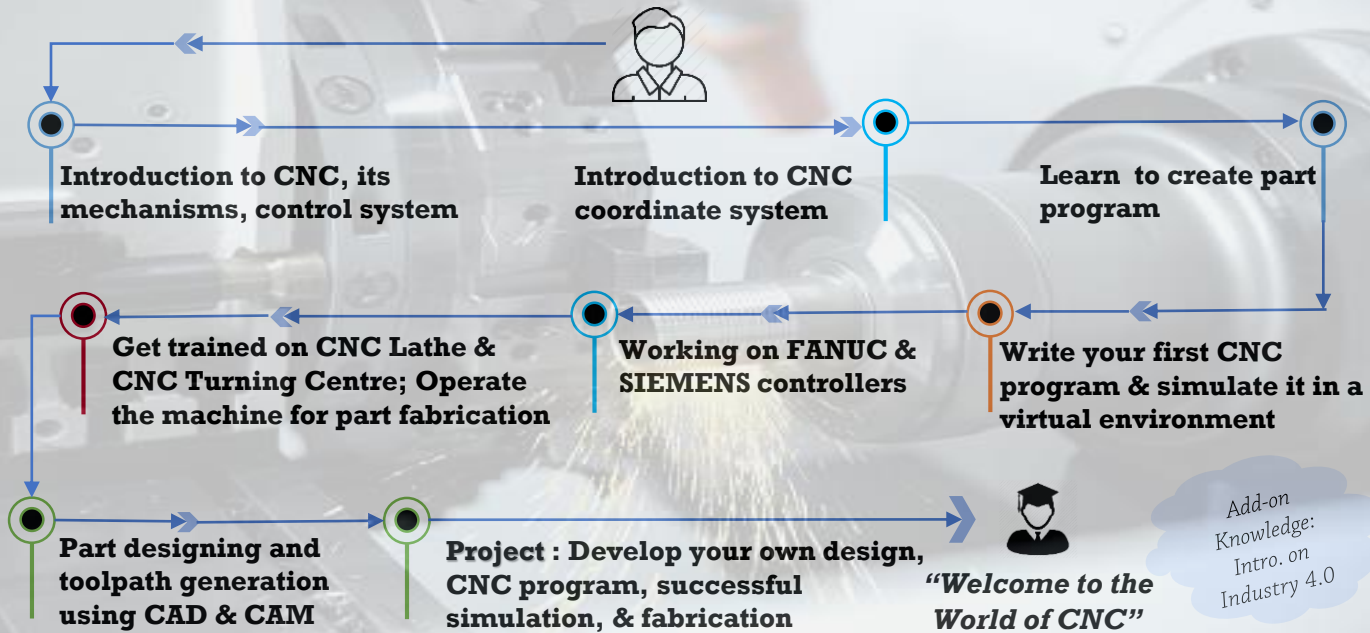 Introduction to CNC, its
mechanisms, control system
Introduction to CNC
coordinate system
Learn to create part
program
Write your first CNC
program & simulate it in a
virtual environment
Working on FANUC &
SIEMENS controllers
Get trained on CNC Lathe &
CNC Turning Centre; Operate
the machine for part fabrication
Part designing and
toolpath generation
using CAD & CAM
Project : Develop your own design,
CNC program, successful
simulation, & fabrication
“Welcome to the
World of CNC”
Add-on
Knowledge:
Intro. on
Industry 4.0